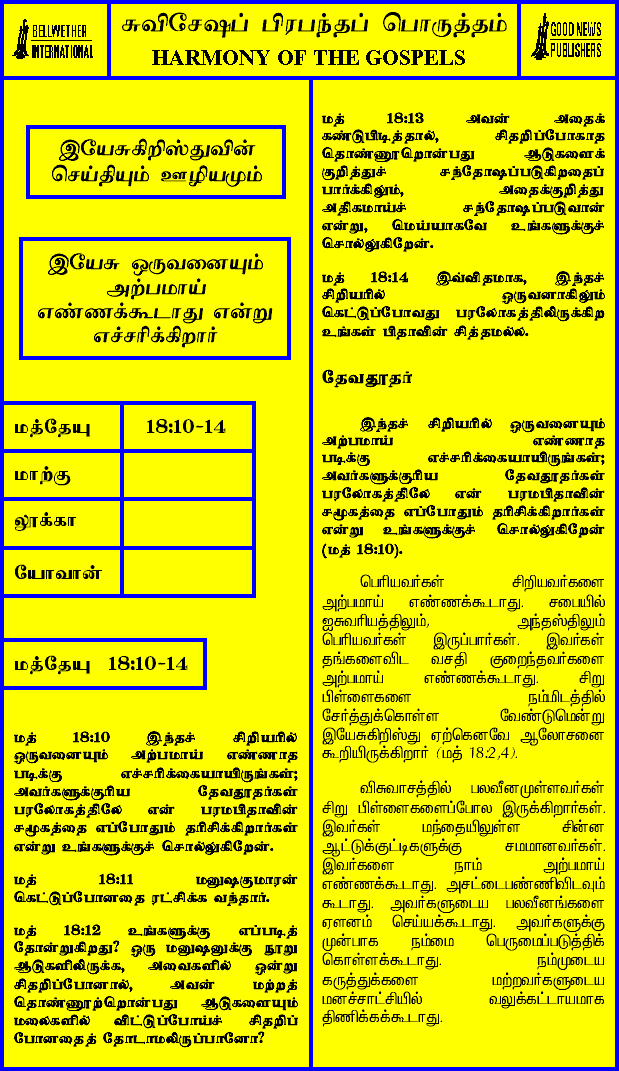 BELLWETHER
INTERNATIONAL
சுவிசேஷப் பிரபந்தப் பொருத்தம்
HARMONY OF THE GOSPELS
GOOD NEWS
PUBLISHERS
இயேசுகிறிஸ்துவின்
செய்தியும் ஊழியமும்
இயேசு ஒருவனையும்
அற்பமாய்
எண்ணக்கூடாது என்று
எச்சரிக்கிறார்
மத்தேயு 18:10-14
மாற்கு
லூக்கா
யோவான்
மத்தேயு 18:10-14
மத் 18:10 இந்தச் சிறியரில்
ஒருவனையும் அற்பமாய் எண்ணாத
படிக்கு எச்சரிக்கையாயிருங்கள்;
அவர்களுக்குரிய தேவதூதர்கள்
பரலோகத்திலே என் பரமபிதாவின்
சமுகத்தை எப்போதும் தரிசிக்கிறார்கள்
என்று உங்களுக்குச் சொல்லுகிறேன்.
மத் 18:11 மனுஷகுமாரன்
கெட்டுப்போனதை ரட்சிக்க வந்தார்.
மத் 18:12 உங்களுக்கு எப்படித்
தோன்றுகிறது? ஒரு மனுஷனுக்கு நூறு
ஆடுகளிலிருக்க, அவைகளில் ஒன்று
சிதறிப்போனால், அவன் மற்றத்
தொண்ணூற்றொன்பது ஆடுகளையும்
மலைகளில் விட்டுப்போய்ச் சிதறிப்
போனதைத் தோடாமலிருப்பானோ?
மத் 18:13 அவன் அதைக்
கண்டுபிடித்தால், சிதறிப்போகாத
தொண்ணூறொன்பது ஆடுகளைக்
குறித்துச் சந்தோஷப்படுகிறதைப்
பார்க்கிலும், அதைக்குறித்து
அதிகமாய்ச் சந்தோஷப்படுவான்
என்று, மெய்யாகவே உங்களுக்குச்
சொல்லுகிறேன்.
மத் 18:14 இவ்விதமாக, இந்தச்
சிறியரில் ஒருவனாகிலும்
கெட்டுப்போவது பரலோகத்திலிருக்கிற
உங்கள் பிதாவின் சித்தமல்ல.
தேவதூதர்
இந்தச் சிறியரில் ஒருவனையும்
அற்பமாய் எண்ணாத
படிக்கு எச்சரிக்கையாயிருங்கள்;
அவர்களுக்குரிய தேவதூதர்கள்
பரலோகத்திலே என் பரமபிதாவின்
சமுகத்தை எப்போதும் தரிசிக்கிறார்கள்
என்று உங்களுக்குச் சொல்லுகிறேன்
(மத் 18:10).
பெரியவர்கள் சிறியவர்களை
அற்பமாய் எண்ணக்கூடாது. சபையில்
ஐசுவரியத்திலும், அந்தஸ்திலும்
பெரியவர்கள் இருப்பார்கள். இவர்கள்
தங்களைவிட வசதி குறைந்தவர்களை
அற்பமாய் எண்ணக்கூடாது. சிறு
பிள்ளைகளை நம்மிடத்தில்
சேர்த்துக்கொள்ள வேண்டுமென்று
இயேசுகிறிஸ்து ஏற்கெனவே ஆலோசனை
கூறியிருக்கிறார் (மத் 18:2,4).
விசுவாசத்தில் பலவீனமுள்ளவர்கள்
சிறு பிள்ளைகளைப்போல இருக்கிறார்கள்.
இவர்கள் மந்தையிலுள்ள சின்ன
ஆட்டுக்குட்டிகளுக்கு சமமானவர்கள்.
இவர்களை நாம் அற்பமாய்
எண்ணக்கூடாது. அசட்டைபண்ணிவிடவும்
கூடாது. அவர்களுடைய பலவீனங்களை
ஏளனம் செய்யக்கூடாது. அவர்களுக்கு
முன்பாக நம்மை பெருமைப்படுத்திக்
கொள்ளக்கூடாது. நம்முடைய
கருத்துக்களை மற்றவர்களுடைய
மனச்சாட்சியில் வலுக்கட்டாயமாக
திணிக்கக்கூடாது.